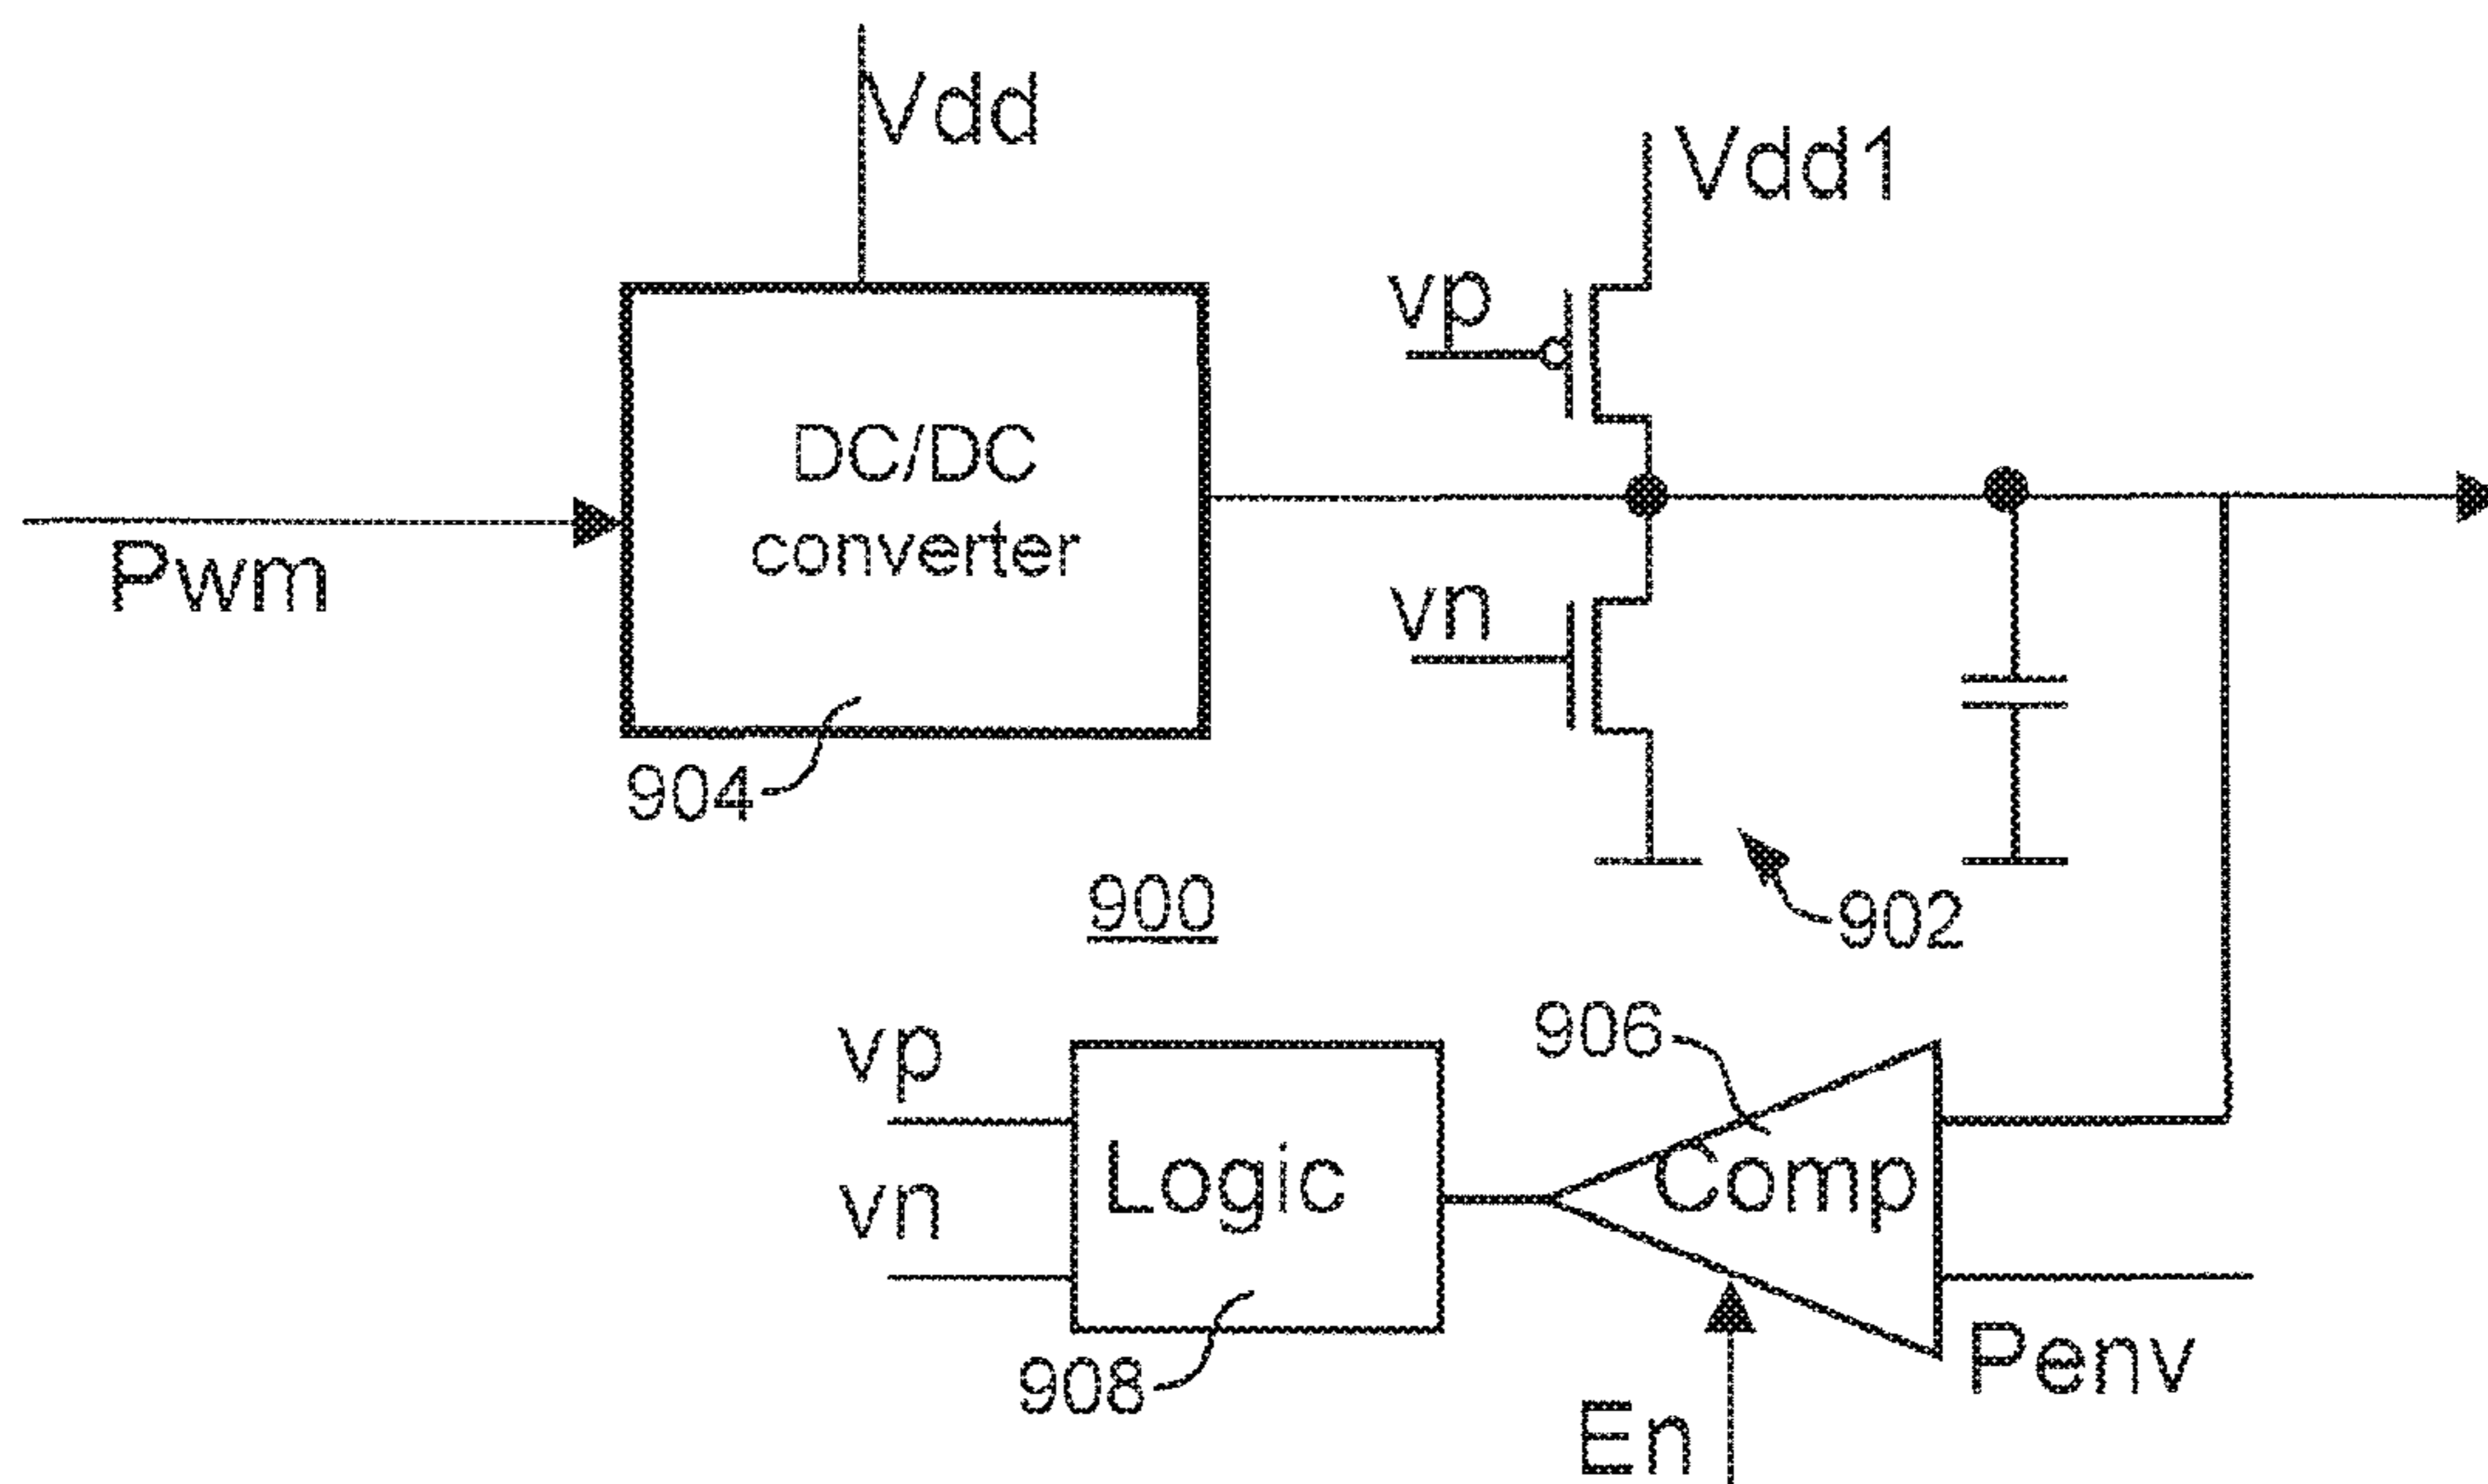 Vdd
Vdd1
vp
DC/DC
converter
Pwm
vn
904
900
902
906
vp
Logic
Comp
vn
908
Penv
En